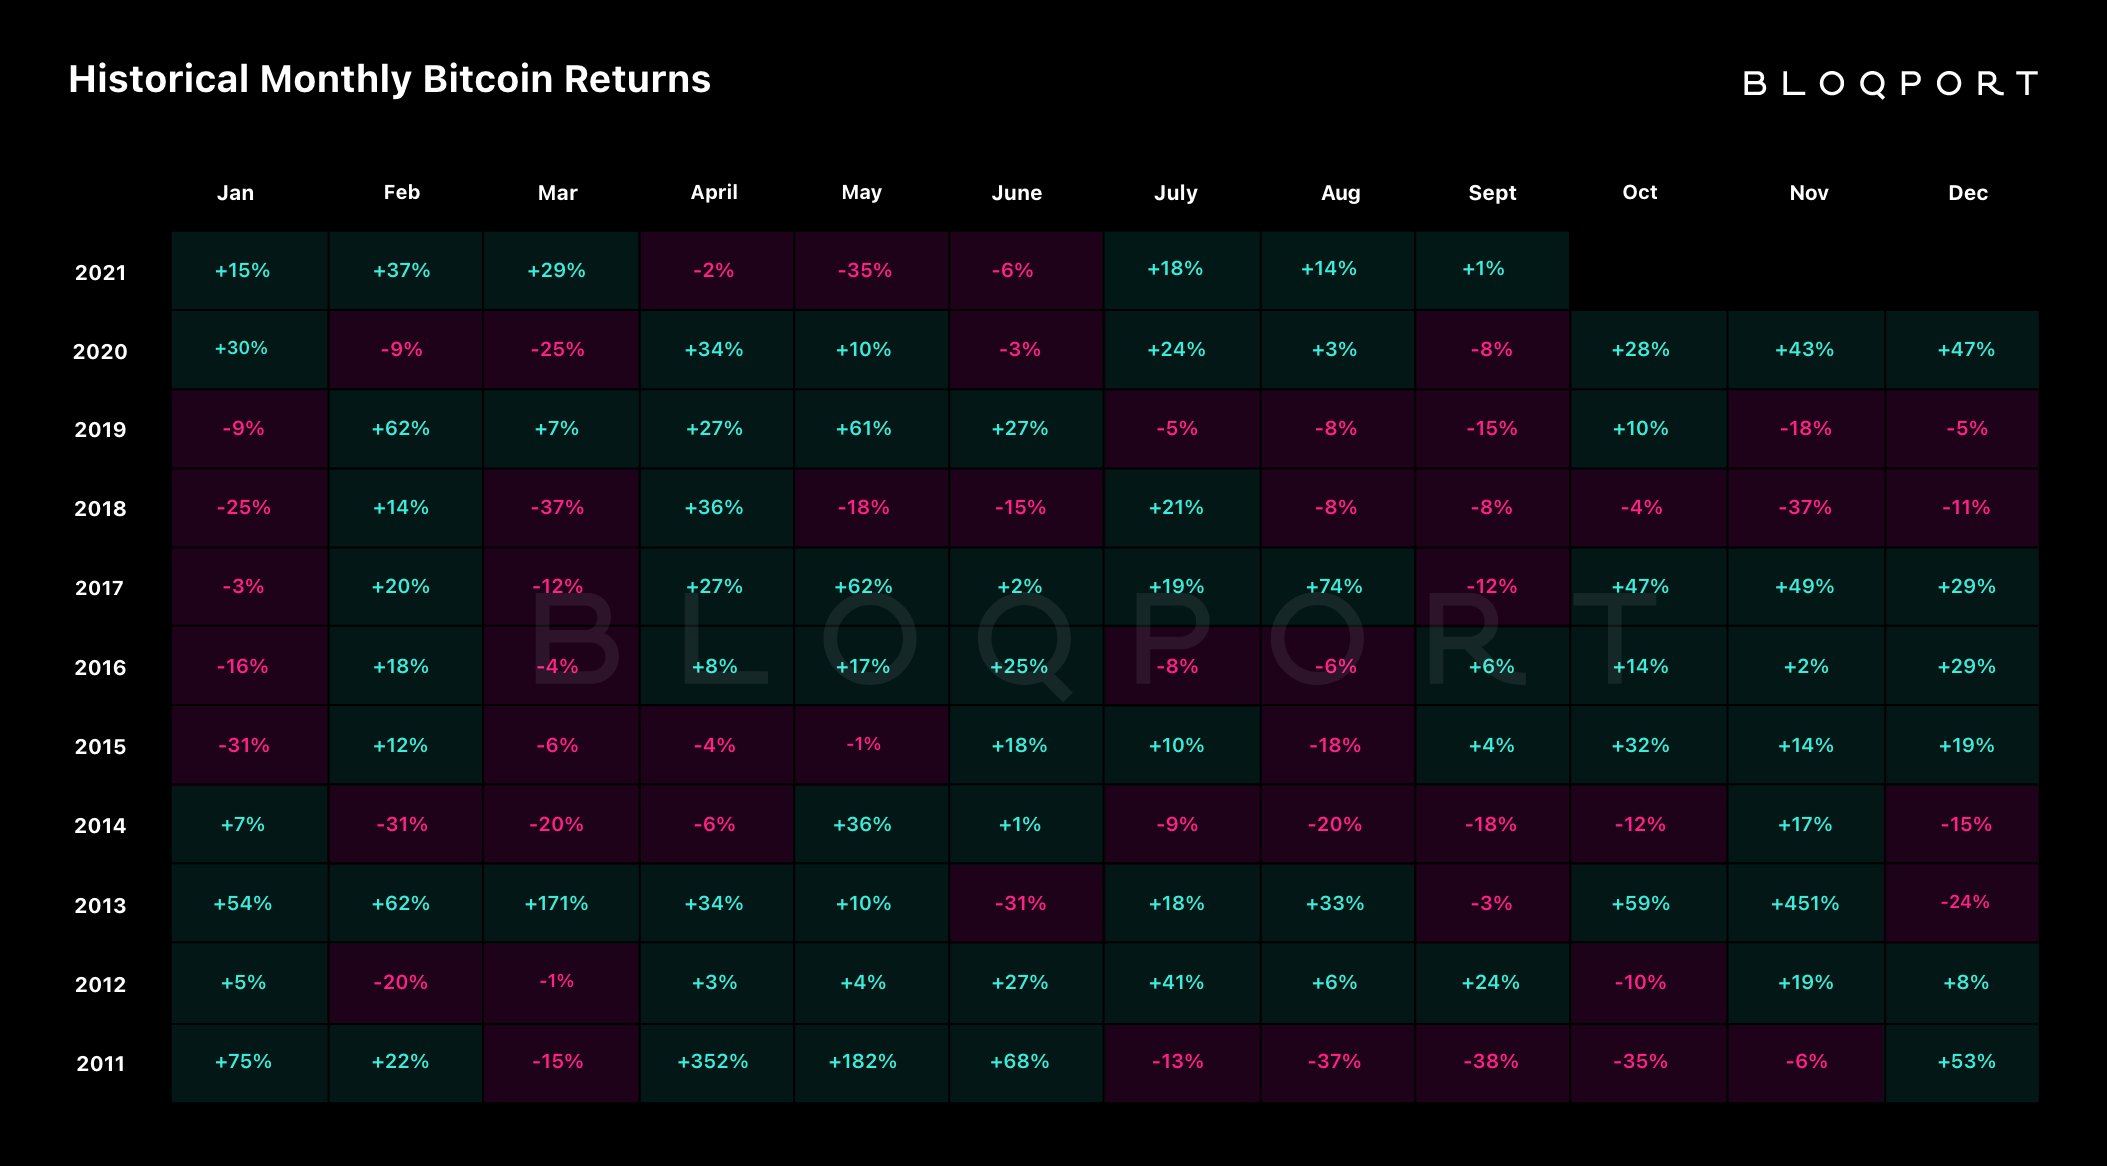 Historical Monthly Bitcoin Returns
BLOQPORT
Jan Feb Mar April May June July Aug Sept Oct Nov Dec
2021 +15% +37% +29% -2% -35% -6% +18% +14% +1%
2020 +30% -9% -25% +34% +10% -3% +24% +3% -8% +28% +43% +47%
2019 -9% +62% +7% +27% +61% +27% -5% -8% -15% +10% -18% -5%
2018 -25% +14% -37% +36% -18% -15% +21% -8% -8% -4% -37% -11%
2017 -3% +20% -12% +27% +62% +2% +19% +74% -12% +47% +49% +29%
BLOQPORT
2016 -16% +18% -4% +8% +17% +25% -8% -6% +6% +14% +2% +29%
2015 -31% +12% -6% -4% -1% +18% +10% -18% +4% +32% +14% +19%
2014 +7% -31% -20% -6% +36% +1% -9% -20% -18% -12% +17% -15%
2013 +54% +62% +171% +34% +10% -31% +18% +33% -3% +59% +451% -24%
2012 +5% -20% -1% +3% +4% +27% +41% +6% +24% -10% +19% +8%
2011 +75% +22% -15% +352% +182% +68% -13% -37% -38% -35% -6% +53%